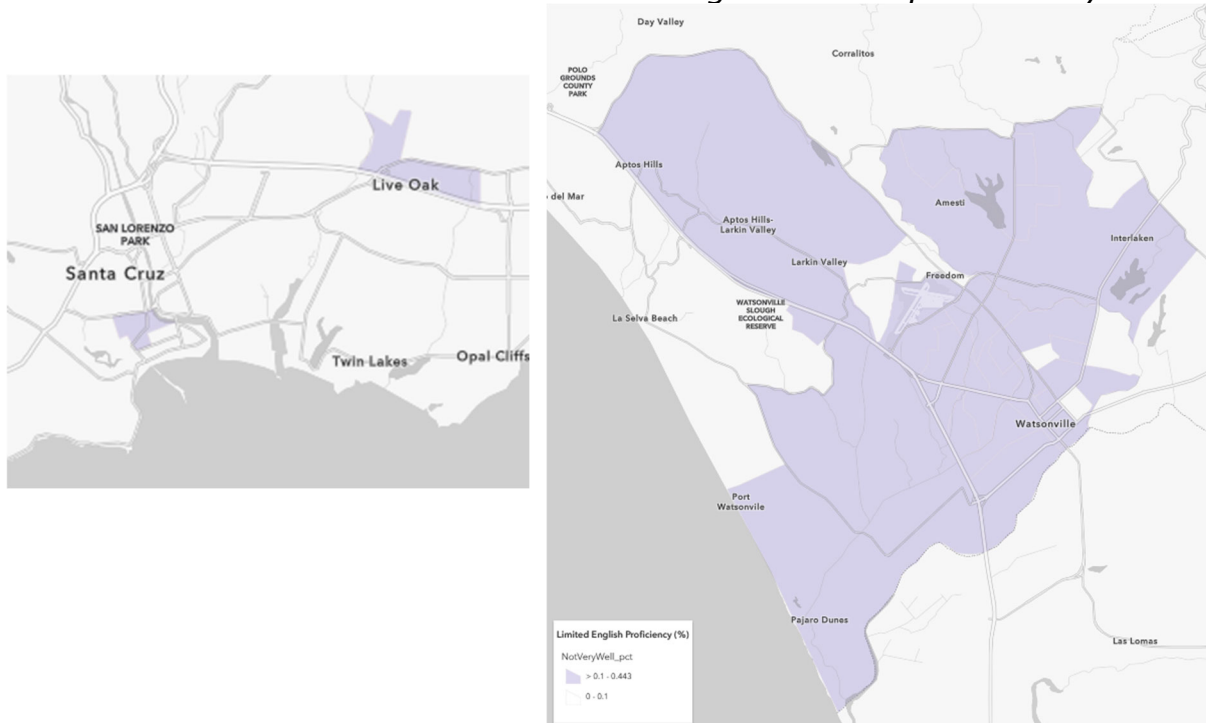 Live Oak
SAN LORENZO
PARK
Santa Cruz
Twin Lakes
Opal Cliffs
Day Valley
Corralitos
POLO
GROUNDS
COUNTY
PARK
Aptos Hills
del Mar
Amesti
Aptos Hills-
Larkin Valley
Interlaken
Larkin Valley
Freedom
WATSONVILLE
SLOUGH
ECOLOGICAL
RESERVE
La Selva Beach
Watsonville
Port
Watsonvile
Pajaro Dunes
Las Lomas
Limited English Proficiency (%)
NotVeryWell_pct
> 0.1 - 0.443
0 - 0.1